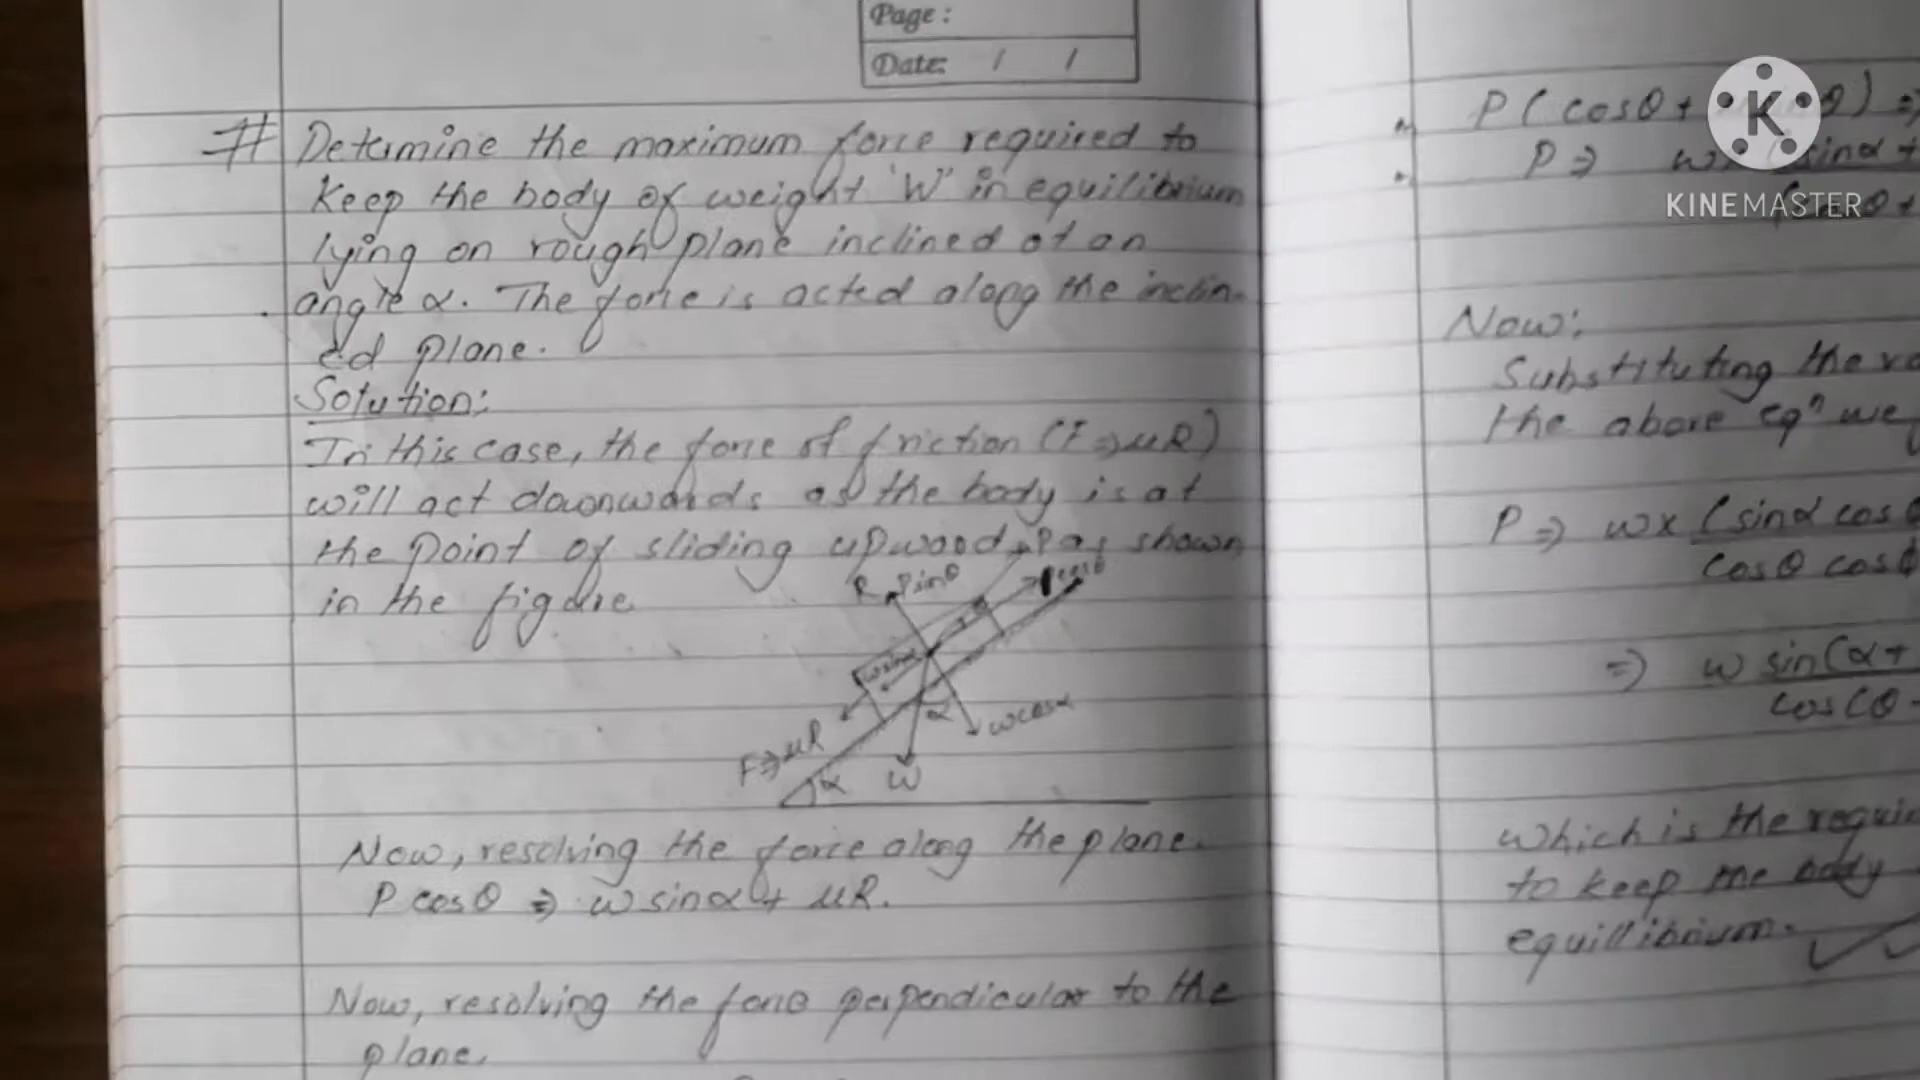 Page :
Date: / /
# Determine the maximum force required to
keep the body of weight 'W' in equilibrium
lying on rough plane inclined at an
angle α. The force is acted along the inclin-
ed plane.
Solution:
In this case, the force of friction (F⇒μR)
will act downwards as the body is at
the point of sliding upward, P as shown
in the figure
R Psinθ Pcosθ
wsinα
α wcosα
F⇒μR
α W
Now, resolving the force along the plane.
P cosθ ⇒ w sinα + μR.
Now, resolving the force perpendicular to the
plane.
P(cosθ +
P ⇒
K
KINEMASTER
Now:
Substituting the
the above eqn we
P ⇒ w x (sinα cos
cosθ cos
⇒ w sin(α +
cos(θ -
which is the
to keep the body
equillibrium.